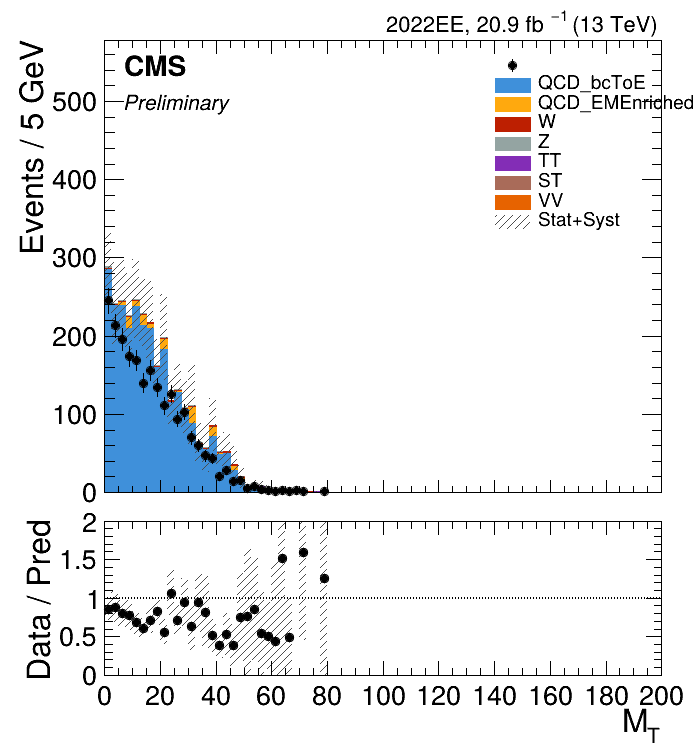 2022EE, 20.9 fb⁻¹ (13 TeV)
CMS
Preliminary
QCD_bcToE
QCD_EMEnriched
W
Z
TT
ST
VV
Stat+Syst
Events / 5 GeV
500
400
300
200
100
0
Data / Pred
2
1.5
1
0.5
0
0 20 40 60 80 100 120 140 160 180 200
M_T